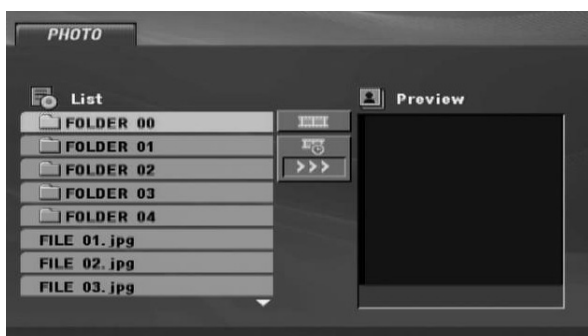 PHOTO
List
Preview
FOLDER 00
FOLDER 01
>>>
FOLDER 02
FOLDER 03
FOLDER 04
FILE 01.jpg
FILE 02.jpg
FILE 03.jpg